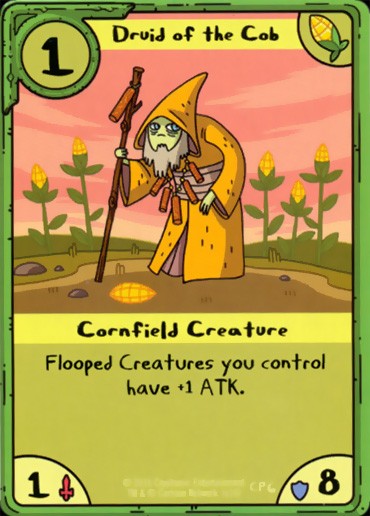 1
Druid of the Cob
Cornfield Creature
Flooped Creatures you control
have +1 ATK.
1
8